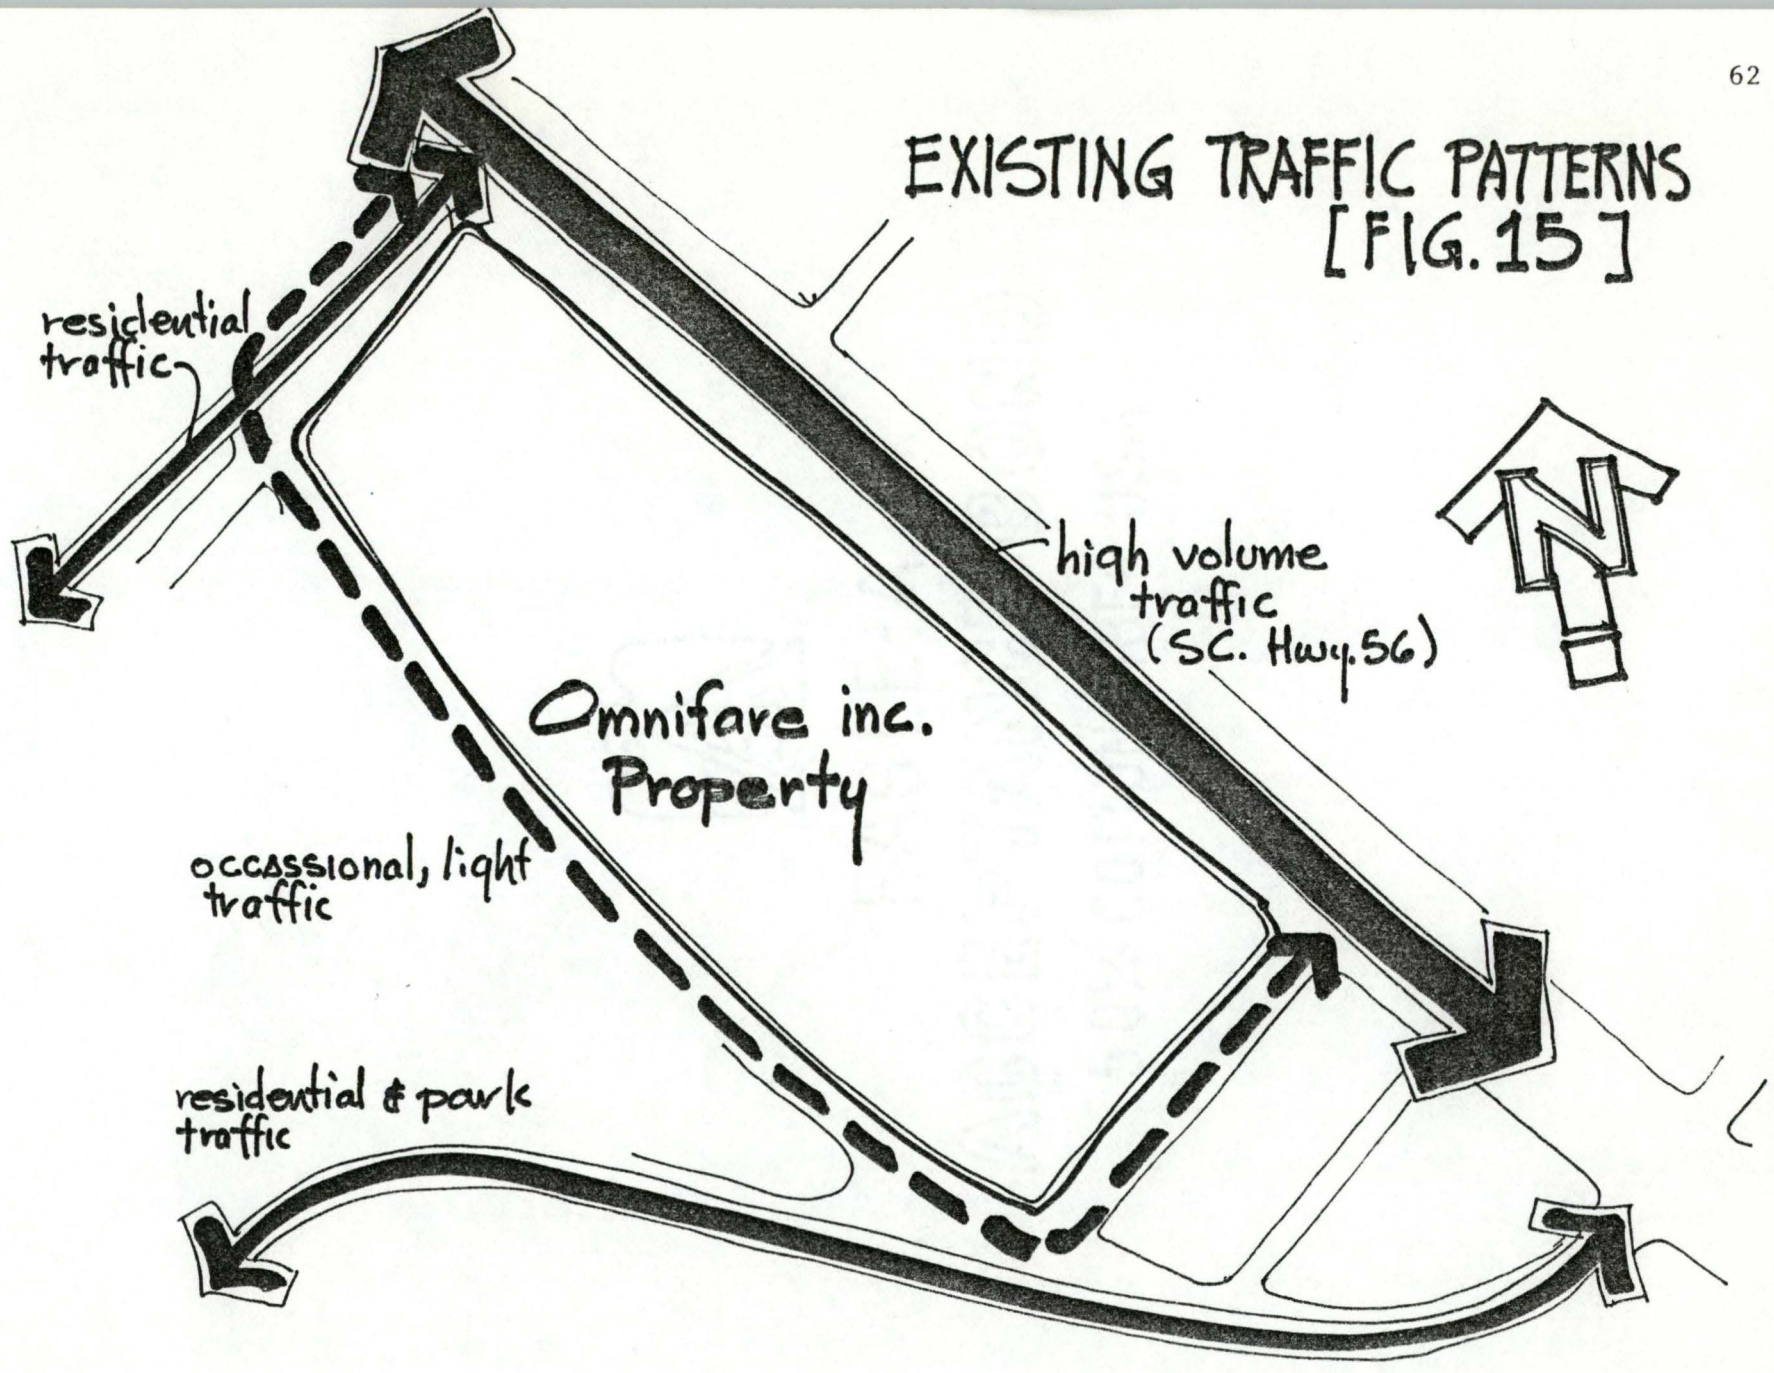 62
EXISTING TRAFFIC PATTERNS
[FIG. 15]
residential
traffic
N
high volume
traffic
(SC. Hwy. 56)
Omnifare inc.
Property
occassional, light
traffic
residential & park
traffic